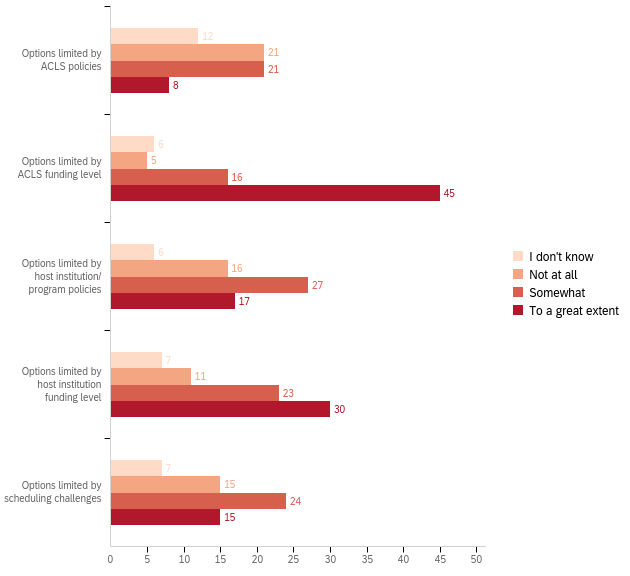 Options limited by
ACLS policies
12
21
21
8
Options limited by
ACLS funding level
6
5
16
45
Options limited by
host institution/
program policies
6
16
27
17
Options limited by
host institution
funding level
7
11
23
30
Options limited by
scheduling challenges
7
15
24
15
0 5 10 15 20 25 30 35 40 45 50
I don't know
Not at all
Somewhat
To a great extent